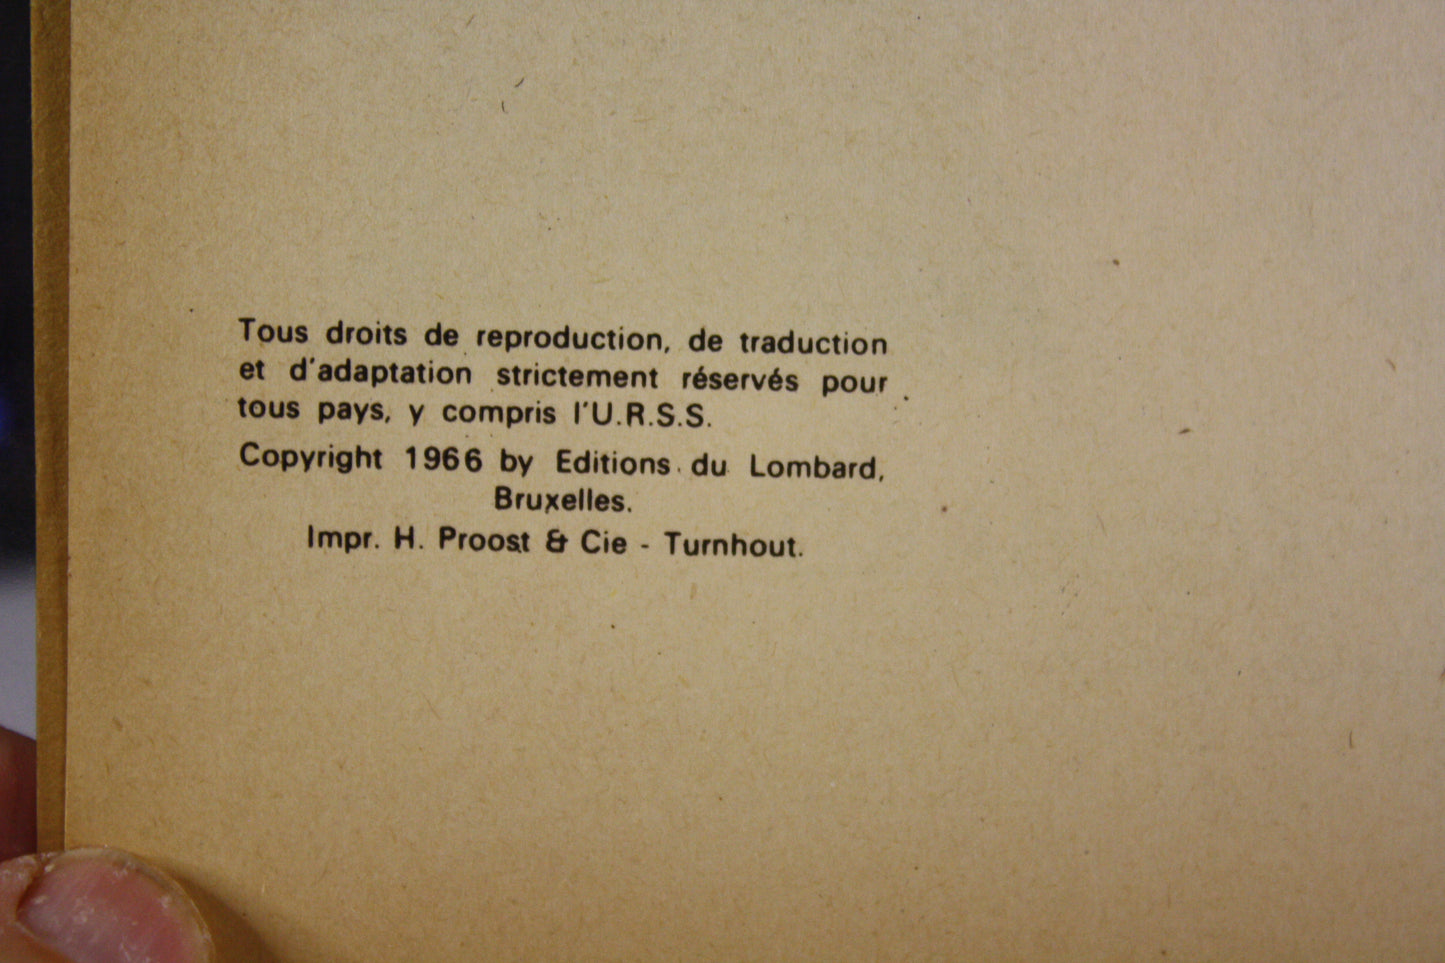 Tous droits de reproduction, de traduction
et d'adaptation strictement réservés pour
tous pays, y compris l'U.R.S.S.
Copyright 1966 by Editions du Lombard,
Bruxelles.
Impr. H. Proost & Cie - Turnhout.